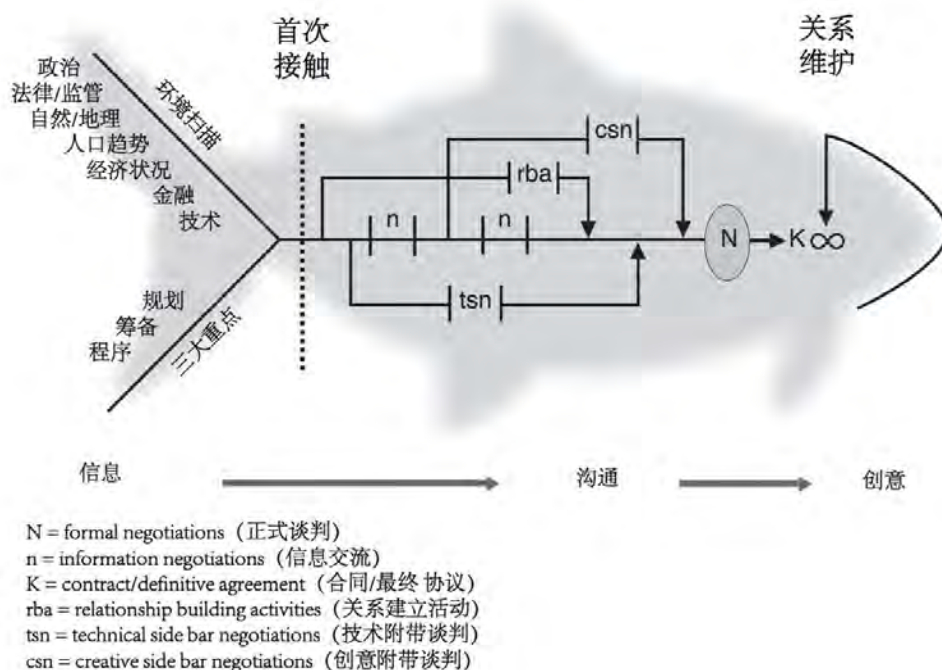 首次
接触
关系
维护
政治
法律/监管
自然/地理
人口趋势
经济状况
金融
技术
环境扫描
规划
筹备
程序
三大重点
csn
rba
n
n
tsn
N
K ∞
信息
沟通
创意
N = formal negotiations（正式谈判）
n = information negotiations（信息交流）
K = contract/definitive agreement（合同/最终 协议）
rba = relationship building activities（关系建立活动）
tsn = technical side bar negotiations（技术附带谈判）
csn = creative side bar negotiations（创意附带谈判）